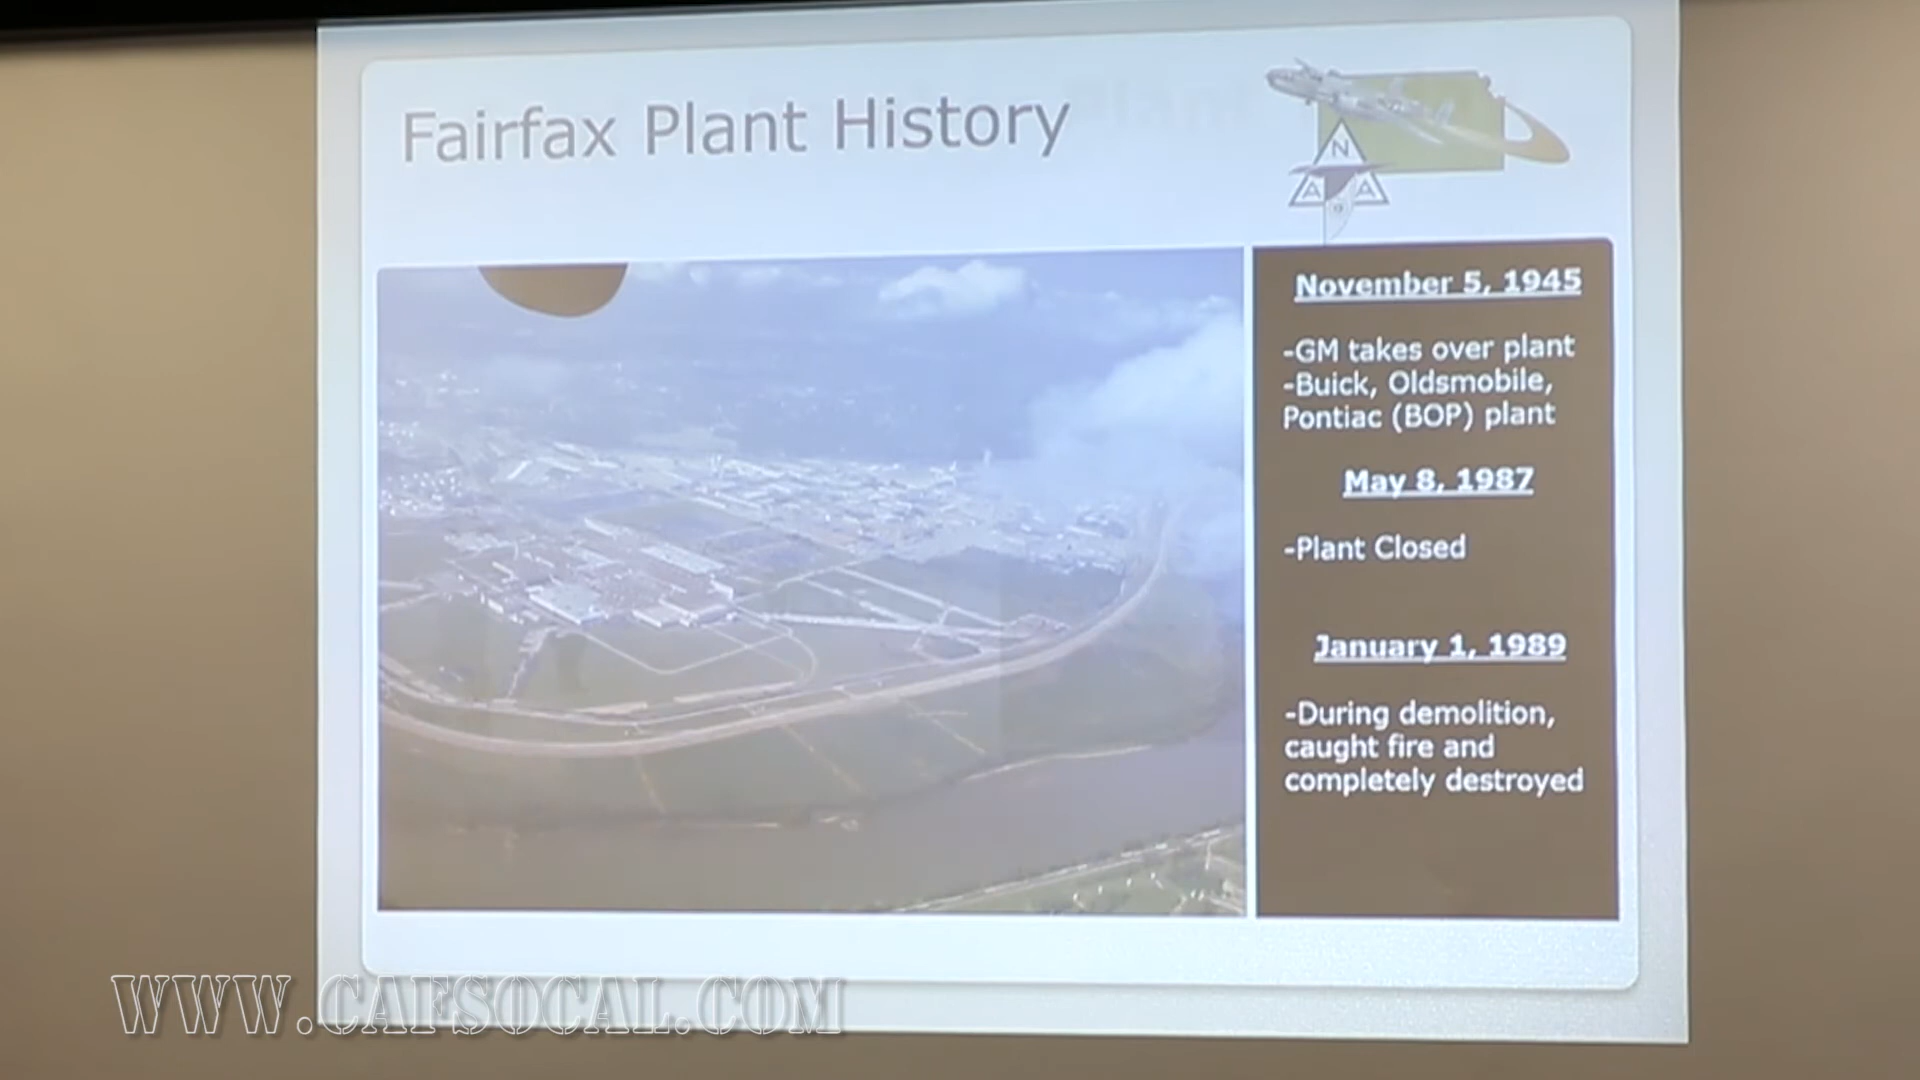 Fairfax Plant History
N
A A
November 5, 1945
-GM takes over plant
-Buick, Oldsmobile,
Pontiac (BOP) plant
May 8, 1987
-Plant Closed
January 1, 1989
-During demolition,
caught fire and
completely destroyed
WWW.CAFSOCAL.COM